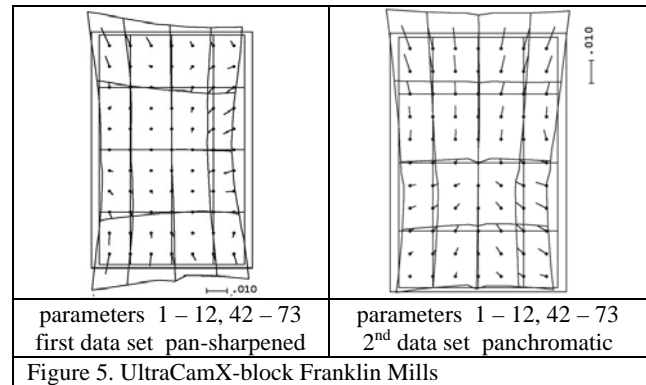 .010
.010
parameters 1 – 12, 42 – 73
first data set pan-sharpened
parameters 1 – 12, 42 – 73
2nd data set panchromatic
Figure 5. UltraCamX-block Franklin Mills